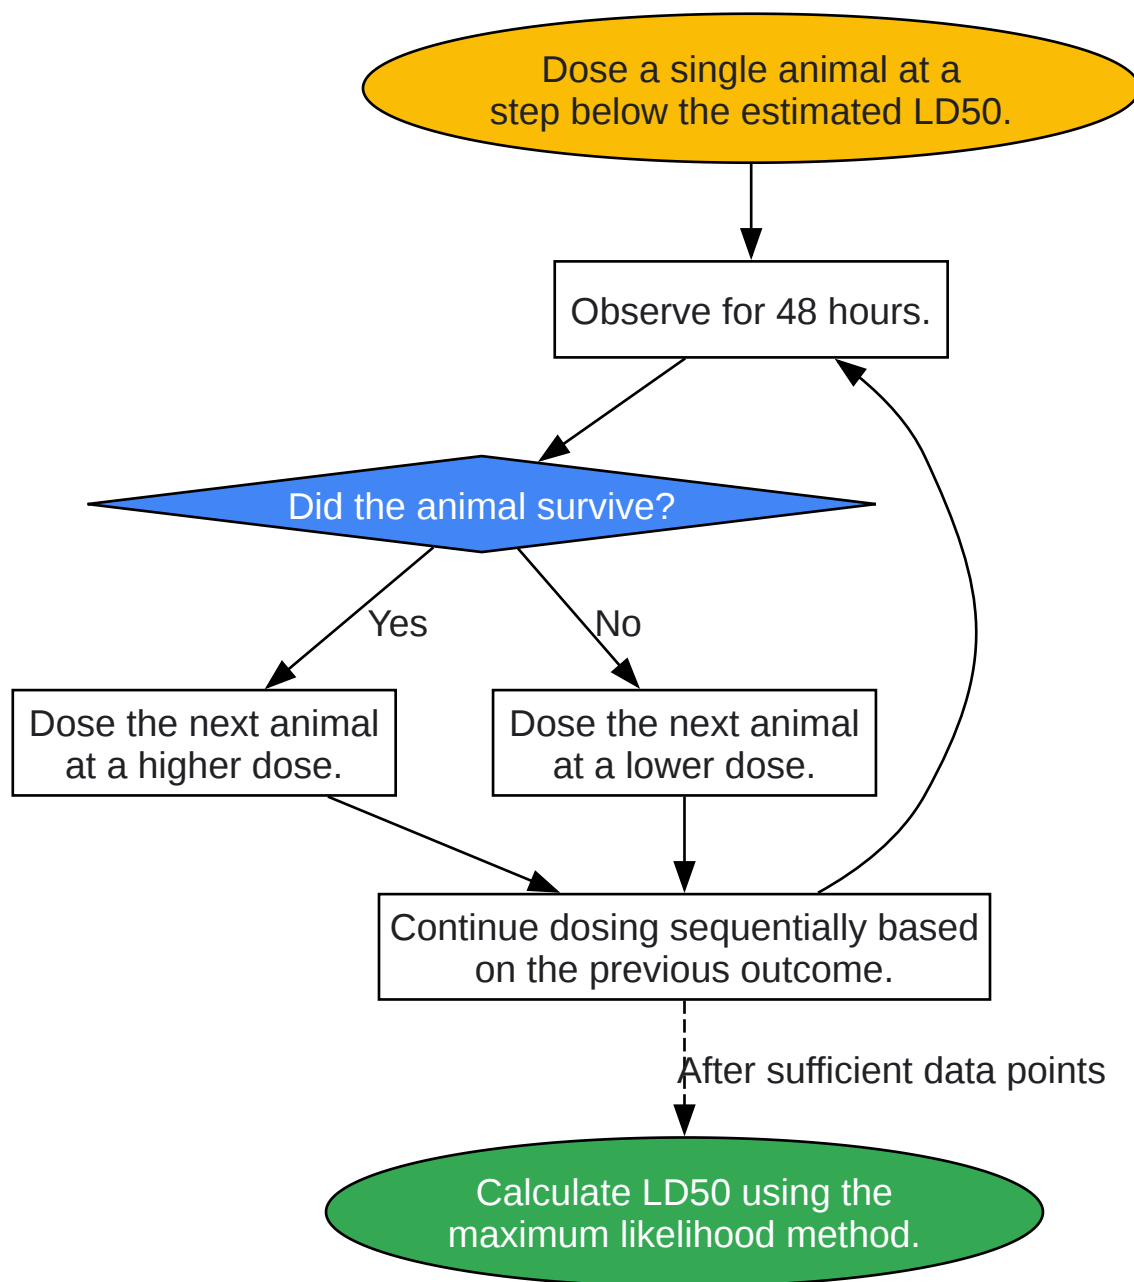 Dose a single animal at a
step below the estimated LD50.
Observe for 48 hours.
Did the animal survive?
Yes
No
Dose the next animal
at a higher dose.
Dose the next animal
at a lower dose.
Continue dosing sequentially based
on the previous outcome.
After sufficient data points
Calculate LD50 using the
maximum likelihood method.